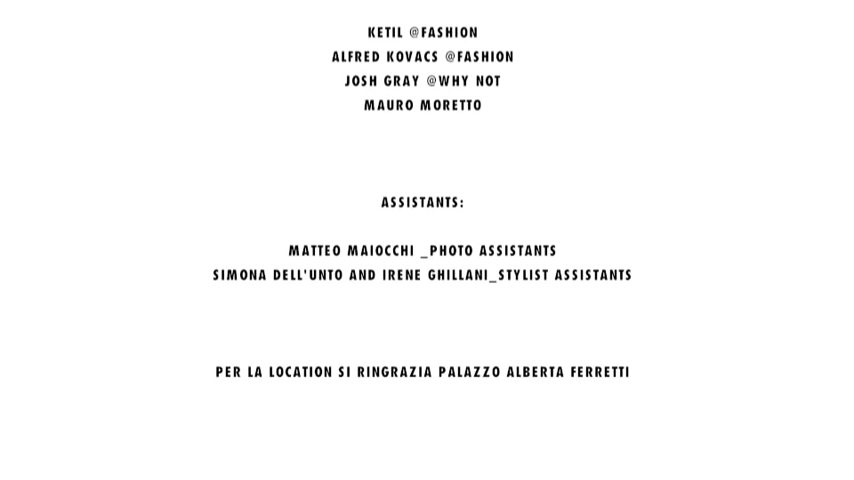 KETIL @FASHION
ALFRED KOVACS @FASHION
JOSH GRAY @WHY NOT
MAURO MORETTO
ASSISTANTS:
MATTEO MAIOCCHI _PHOTO ASSISTANTS
SIMONA DELL'UNTO AND IRENE GHILLANI_STYLIST ASSISTANTS
PER LA LOCATION SI RINGRAZIA PALAZZO ALBERTA FERRETTI